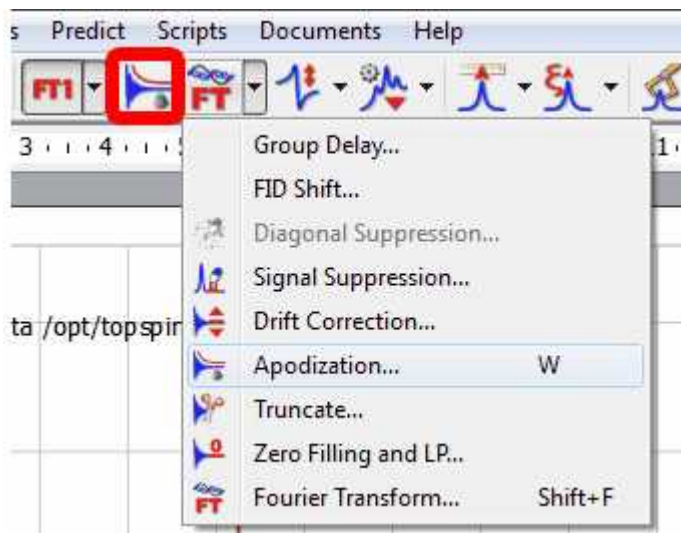 s Predict Scripts Documents Help
FT1 FT
3 4
Group Delay...
FID Shift...
Diagonal Suppression...
Signal Suppression...
ta /opt/topspin
Drift Correction...
Apodization... W
Truncate...
Zero Filling and LP...
Fourier Transform... Shift+F